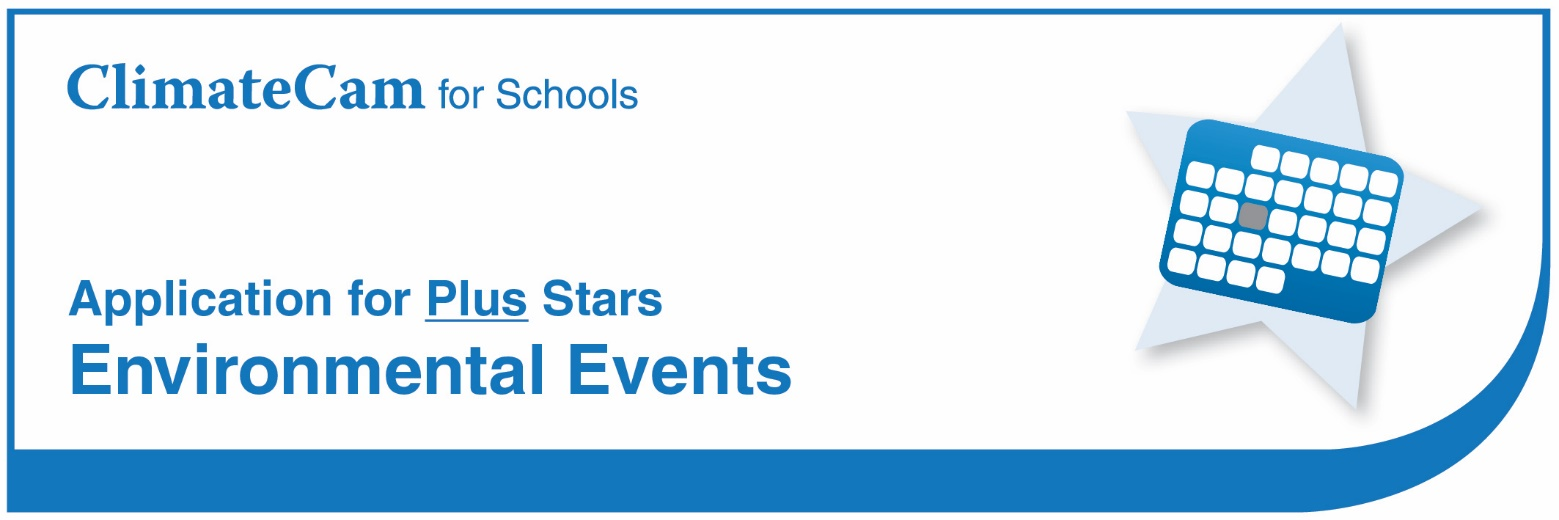 ClimateCam for Schools
Application for Plus Stars
Environmental Events